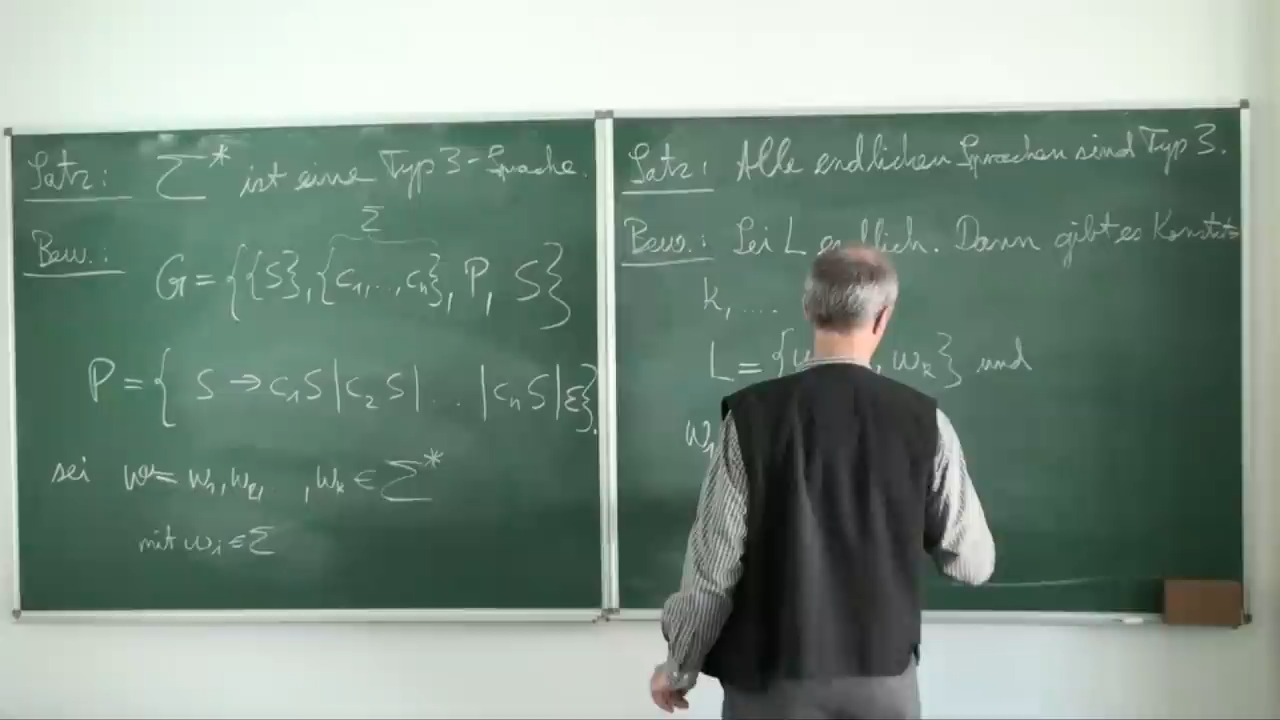 Satz: Σ* ist eine Typ 3-Sprache.
Bew.: Σ
G = {{S}, {c₁,..,cₙ}, P, S}
P = { S → c₁S | c₂S | . . . | cₙS | ε}.
sei w = w₁, w₂, , wₖ ∈ Σ*
mit wᵢ ∈ Σ
Satz: Alle endlichen Sprachen sind Typ 3.
Bew.: Sei L endlich. Dann gibt es
k, ....
L = { , wₖ} und
w₁